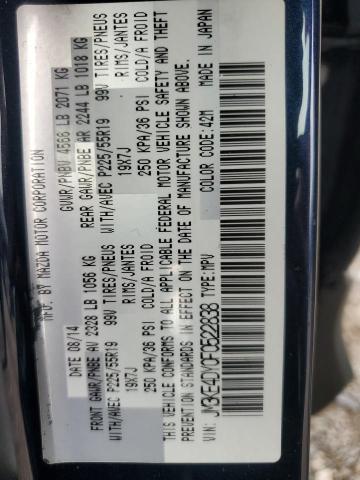 MFG. BY MAZDA MOTOR CORPORATION
DATE 08/14 GVWR/PNBV 4566 LB 2071 KG
FRONT GAWR/PNBE AV 2328 LB 1056 KG REAR GAWR/PNBE AR 2244 LB 1018 KG
WITH/AVEC P225/55R19 99V TIRES/PNEUS WITH/AVEC P225/55R19 99V TIRES/PNEUS
19X7J RIMS/JANTES 19X7J RIMS/JANTES
250 KPA/36 PSI COLD/A FROID 250 KPA/36 PSI COLD/A FROID
THIS VEHICLE CONFORMS TO ALL APPLICABLE FEDERAL MOTOR VEHICLE SAFETY AND THEFT
PREVENTION STANDARDS IN EFFECT ON THE DATE OF MANUFACTURE SHOWN ABOVE.
VIN: JM3KE4DY0F0522838 TYPE: MPV COLOR CODE: 42M MADE IN JAPAN